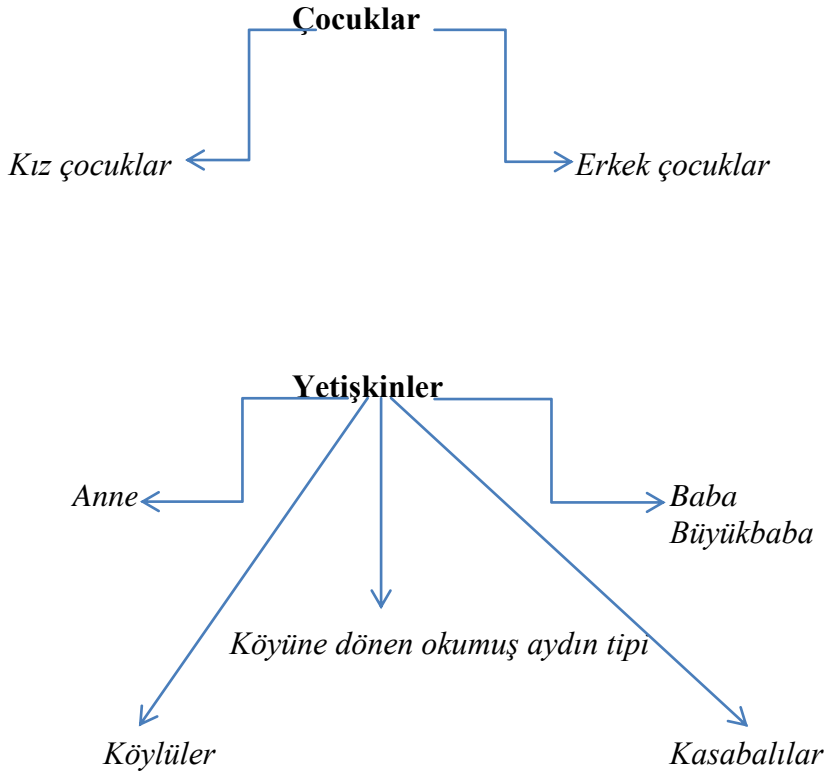 Çocuklar
Kız çocuklar
Erkek çocuklar
Yetişkinler
Anne
Baba
Büyükbaba
Köyüne dönen okumuş aydın tipi
Köylüler
Kasabalılar